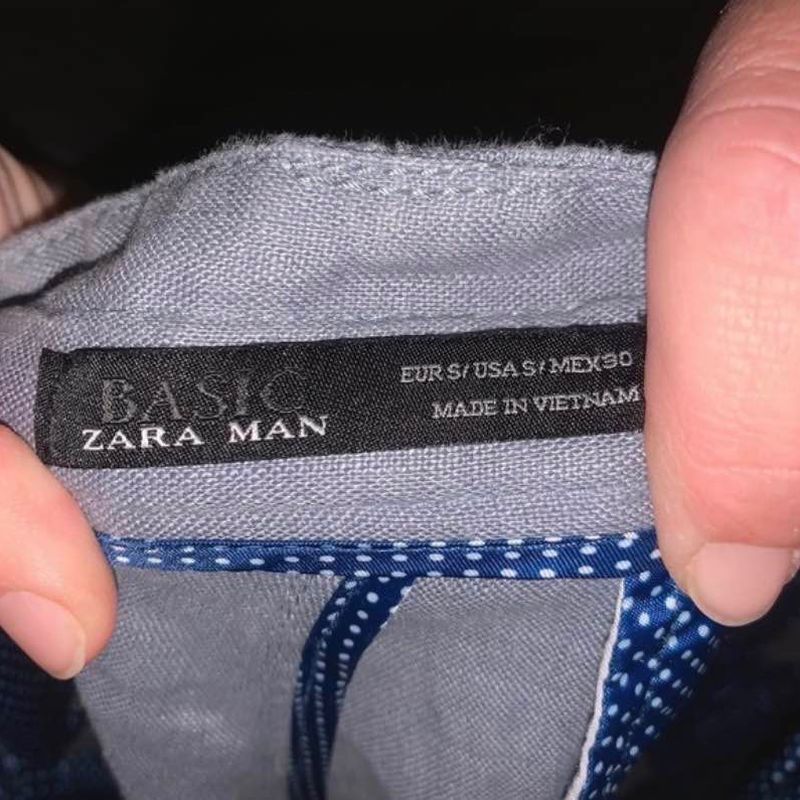 BASIC
ZARA MAN
EUR S/ USA S/ MEX30
MADE IN VIETNAM